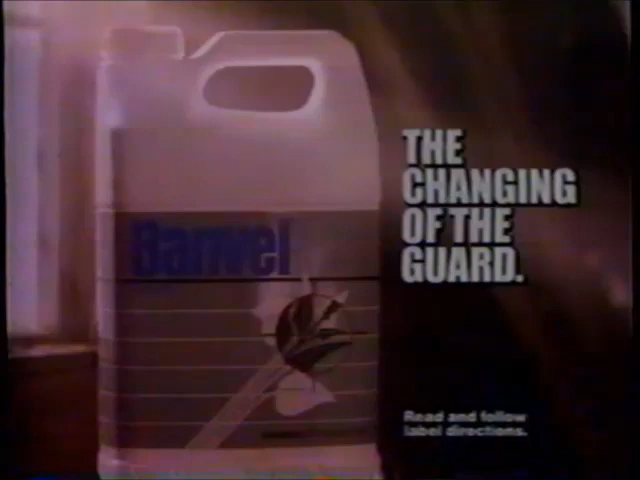 Banvel
THE
CHANGING
OF THE
GUARD.
Read and follow
label directions.